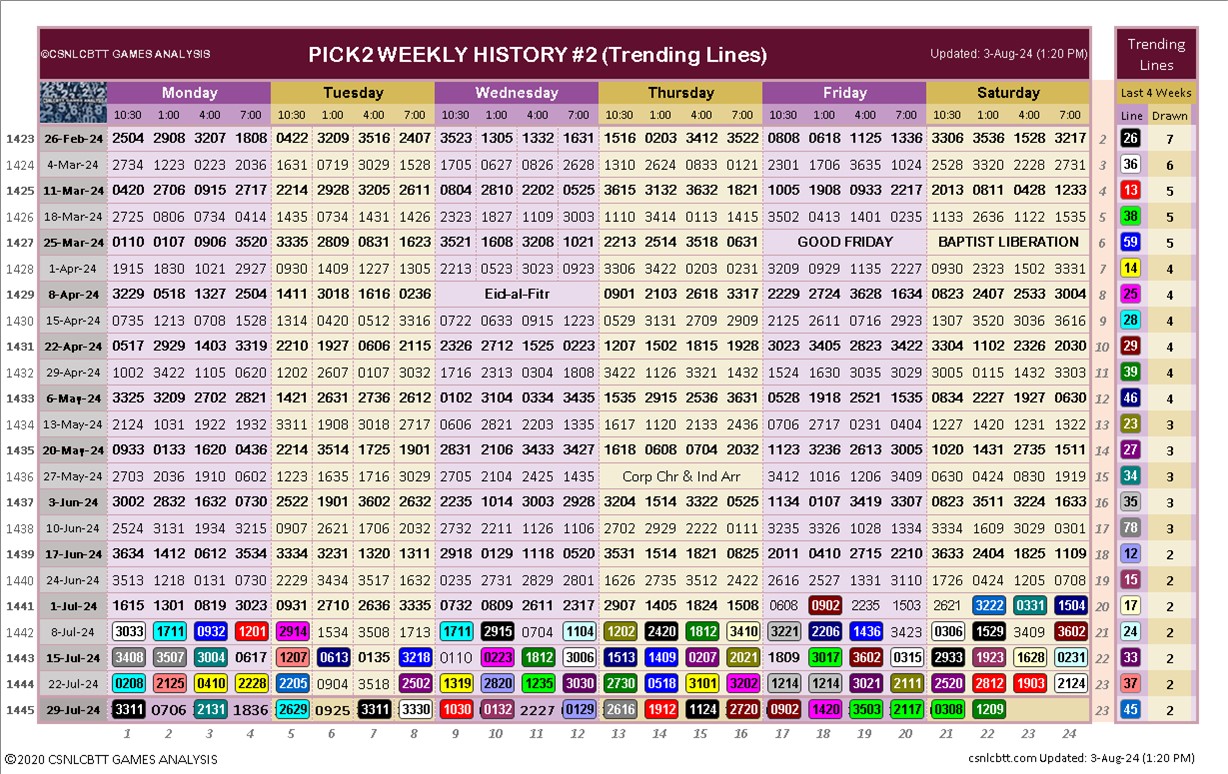 ©CSNLCBTT GAMES ANALYSIS PICK2 WEEKLY HISTORY #2 (Trending Lines) Updated: 3-Aug-24 (1:20 PM) Trending Lines
Monday Tuesday Wednesday Thursday Friday Saturday Last 4 Weeks
10:30 1:00 4:00 7:00 10:30 1:00 4:00 7:00 10:30 1:00 4:00 7:00 10:30 1:00 4:00 7:00 10:30 1:00 4:00 7:00 10:30 1:00 4:00 7:00 Line Drawn
1423 26-Feb-24 2504 2908 3207 1808 0422 3209 3516 2407 3523 1305 1332 1631 1516 0203 3412 3522 0808 0618 1125 1336 3306 3536 1528 3217 2 26 7
1424 4-Mar-24 2734 1223 0223 2036 1631 0719 3029 1525 1705 0627 0826 2628 1310 2624 0833 0121 2301 1706 3635 1024 2528 3320 2228 2731 3 36 6
1425 11-Mar-24 0420 2706 0915 2717 2214 2928 3205 2611 0804 2810 2202 0525 3615 3132 3632 1821 1005 1908 0933 2217 2013 0811 0428 1233 4 13 5
1426 18-Mar-24 2725 0806 0734 0414 1435 0734 1431 1426 2323 1827 1109 3003 1110 3414 0113 1415 3502 0413 1401 0235 1133 2636 1122 1535 5 38 5
1427 25-Mar-24 0110 0107 0906 3520 3335 2809 0831 1623 3521 1608 3208 1021 2213 2514 3518 0631 GOOD FRIDAY BAPTIST LIBERATION 6 59 5
1428 1-Apr-24 1915 1830 1021 2927 0930 1409 1227 1305 2213 0523 3023 0923 3306 3422 0203 0231 3209 0929 1135 2227 0930 2323 1502 3331 7 14 4
1429 8-Apr-24 3229 0518 1327 2504 1411 3018 1616 0236 Eid-al-Fitr 0901 2103 2618 3317 2229 2724 3628 1634 0823 2407 2533 3004 8 25 4
1430 15-Apr-24 0735 1213 0708 1528 1314 0420 0512 3318 0722 0633 0915 1223 0529 3131 2709 2909 2125 2611 0716 2923 1307 3520 3036 3616 9 28 4
1431 22-Apr-24 0517 2929 1403 3319 2210 1927 0606 2115 2326 2712 1525 0223 1207 1502 1815 1928 3023 3405 2823 3422 3304 1102 2326 2030 10 29 4
1432 29-Apr-24 1002 3422 1105 0620 1202 2607 0107 3032 1716 2313 0304 1808 3422 1126 3321 1432 1524 1630 3035 3029 3005 0115 1432 3303 11 39 4
1433 6-May-24 3325 3209 2702 2821 1421 2631 2736 2612 0102 3104 0334 3435 1535 2915 2536 3631 0528 1918 2521 1535 0834 2227 1927 0630 12 46 4
1434 13-May-24 2124 1031 1922 1932 3311 1908 3018 2717 0606 2821 2203 1335 1617 1120 2133 2436 0706 2717 0231 0404 1227 1420 1231 1322 13 23 3
1435 20-May-24 0933 0133 1620 0436 2214 3514 1725 1901 2831 2106 3433 3427 1618 0608 0704 2032 1123 3236 2613 3005 1020 1431 2735 1511 14 27 3
1436 27-May-24 2703 2036 1910 0602 1223 1635 1716 3023 2705 2104 2425 1435 Corp Chr & Ind Arr 3412 1016 1206 3409 0630 0424 0830 1919 15 34 3
1437 3-Jun-24 3002 2832 1632 0730 2522 1901 3602 2632 2235 1014 3003 2928 3204 1514 3322 0525 1134 0107 3419 3307 0823 3511 3224 1633 16 35 3
1438 10-Jun-24 2524 3131 1934 3215 0907 2621 1706 2032 2732 2211 1126 1106 2702 2929 2222 0111 3235 3326 1028 1334 3334 1609 3029 0301 17 78 3
1439 17-Jun-24 3634 1412 0612 3534 3334 3231 1320 1311 2918 0129 1118 0520 3531 1514 1821 0825 2011 0410 2715 2210 3633 2404 1825 1109 18 12 2
1440 24-Jun-24 3513 1218 0131 0730 2229 3434 3517 1632 0235 2731 2829 2801 1626 2735 3512 2422 2616 2527 1331 3110 1726 0424 1205 0708 19 15 2
1441 1-Jul-24 1615 1301 0819 3023 0931 2710 2636 3335 0732 0809 2611 2317 2907 1405 1824 1508 0608 0902 2235 1503 2621 3222 0331 1504 20 17 2
1442 8-Jul-24 3033 1711 0932 1201 2914 1534 3508 1713 1711 2915 0704 1104 1202 2420 1812 3410 3221 2206 1436 3423 0306 1529 3409 3602 21 24 2
1443 15-Jul-24 3408 3507 3004 0617 1207 0613 0135 3218 0110 0223 1812 3006 1513 1409 0207 2021 1809 3017 3602 0315 2933 1923 1628 0231 22 33 2
1444 22-Jul-24 0208 2125 0410 2228 2205 0904 3518 2502 1319 2820 1235 3030 2730 0518 3101 3202 1214 1214 3021 2111 2520 2812 1903 2124 23 37 2
1445 29-Jul-24 3311 0706 2131 1836 2629 0925 3311 3330 1030 0132 2227 0129 2616 1912 1124 2720 0902 1420 3503 2117 0308 1209 23 45 2
1 2 3 4 5 6 7 8 9 10 11 12 13 14 15 16 17 18 19 20 21 22 23 24
©2020 CSNLCBTT GAMES ANALYSIS csnlcbtt.com Updated: 3-Aug-24 (1:20 PM)